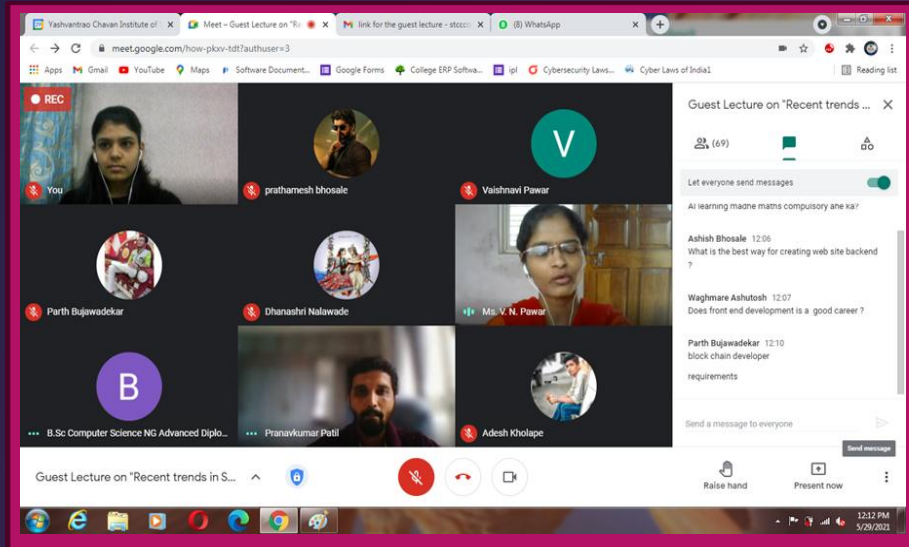 Yashvantrao Chavan Institute of S
Meet – Guest Lecture on "Re
link for the guest lecture - stccco
(8) WhatsApp
meet.google.com/how-pkxv-tdt?authuser=3
Apps
Gmail
YouTube
Maps
Software Document...
Google Forms
College ERP Softwa...
ipl
Cybersecurity Laws...
Cyber Laws of India1
Reading list
REC
You
prathamesh bhosale
V
Vaishnavi Pawar
Parth Bujawadekar
Dhanashri Nalawade
Ms. V. N. Pawar
B
B.Sc Computer Science NG Advanced Diplo...
Pranavkumar Patil
Adesh Kholape
Guest Lecture on "Recent trends ...
(69)
Let everyone send messages
AI learning madhe maths compulsory ahe ka?
Ashish Bhosale 12:06
What is the best way for creating web site backend
?
Waghmare Ashutosh 12:07
Does front end development is a good career ?
Parth Bujawadekar 12:10
block chain developer
requirements
Send a message to everyone
Send message
Guest Lecture on "Recent trends in S...
Raise hand
Present now
12:12 PM
5/29/2021